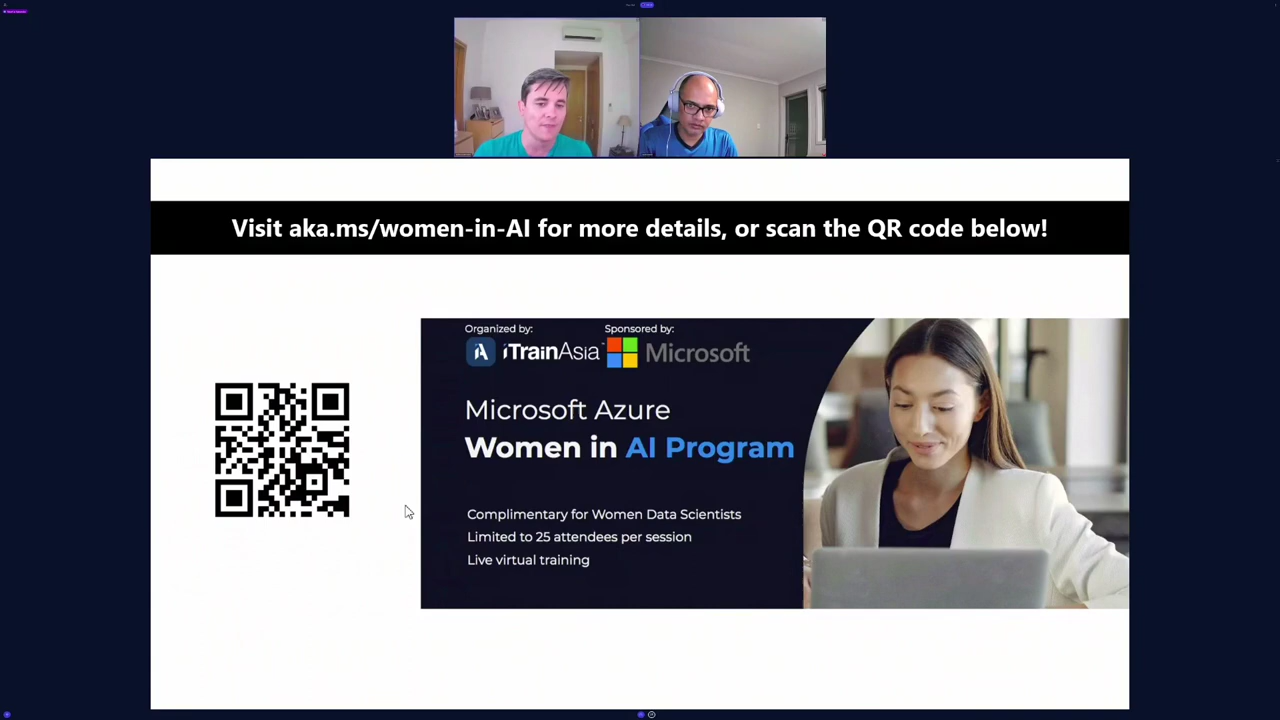 Visit aka.ms/women-in-AI for more details, or scan the QR code below!
Organized by:
Sponsored by:
iTrainAsia
Microsoft
Microsoft Azure
Women in AI Program
Complimentary for Women Data Scientists
Limited to 25 attendees per session
Live virtual training